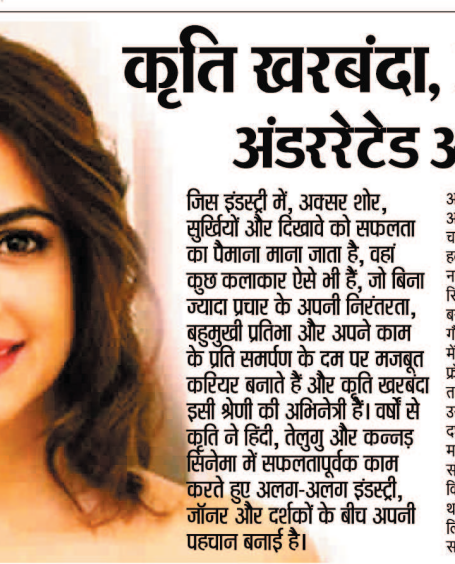 कृति खरबंदा,
अंडररेटेड
जिस इंडस्ट्री में, अक्सर शोर,
सुर्खियों और दिखावे को सफलता
का पैमाना माना जाता है, वहां
कुछ कलाकार ऐसे भी हैं, जो बिना
ज्यादा प्रचार के अपनी निरंतरता,
बहुमुखी प्रतिभा और अपने काम
के प्रति समर्पण के दम पर मजबूत
करियर बनाते हैं और कृति खरबंदा
इसी श्रेणी की अभिनेत्री हैं। वर्षों से
कृति ने हिंदी, तेलुगु और कन्नड़
सिनेमा में सफलतापूर्वक काम
करते हुए अलग-अलग इंडस्ट्री,
जॉनर और दर्शकों के बीच अपनी
पहचान बनाई है।